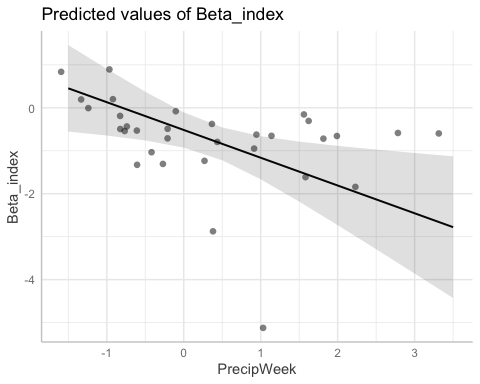 Predicted values of Beta_index
0
-2
-4
Beta_index
-1
0
1
2
3
PrecipWeek